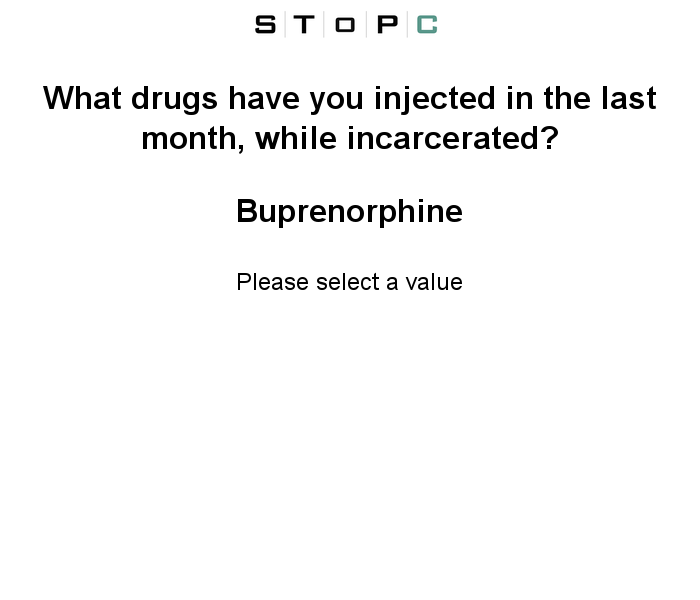 S T O P C
What drugs have you injected in the last
month, while incarcerated?
Buprenorphine
Please select a value